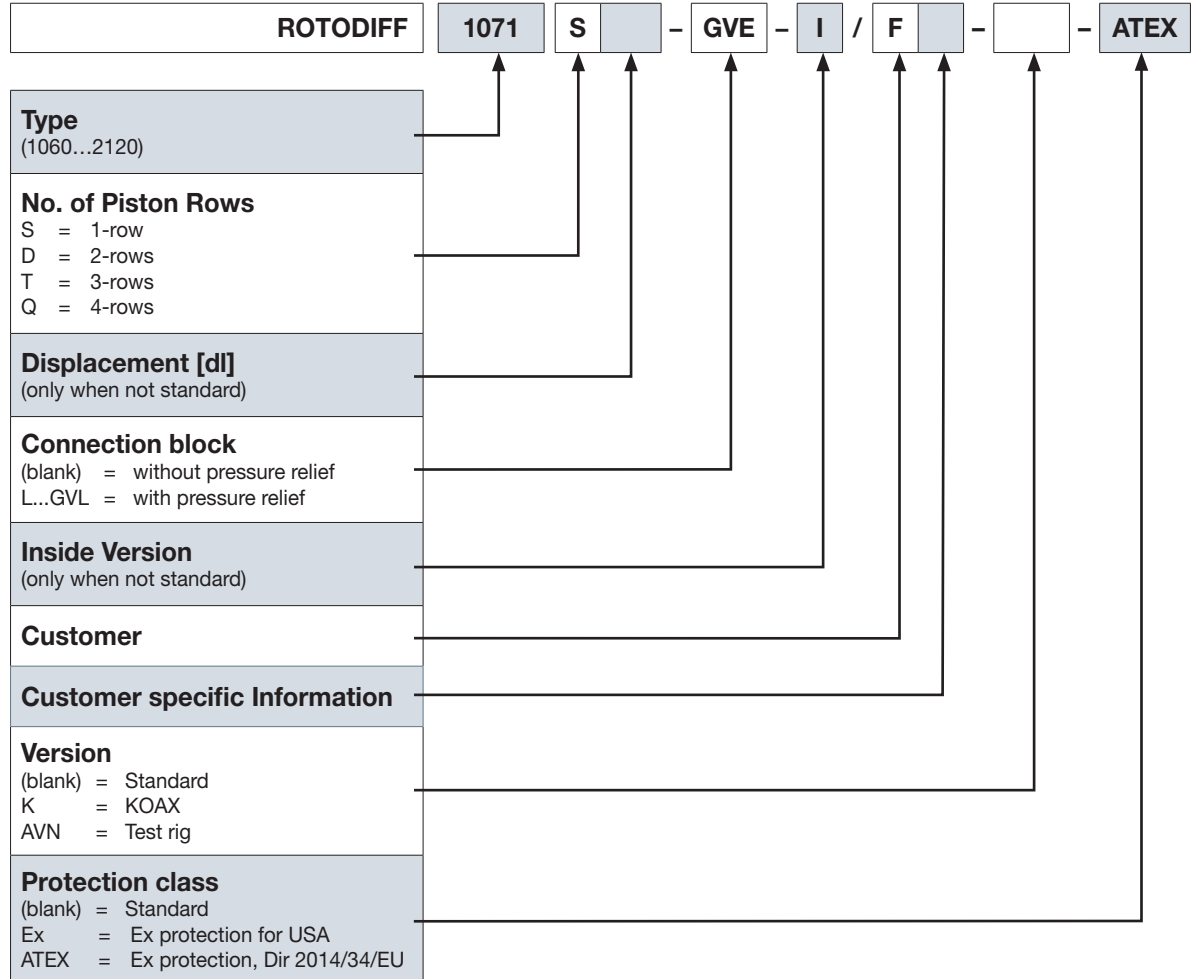 ROTODIFF 1071 S – GVE – I / F – – ATEX
Type
(1060...2120)
No. of Piston Rows
S = 1-row
D = 2-rows
T = 3-rows
Q = 4-rows
Displacement [dl]
(only when not standard)
Connection block
(blank) = without pressure relief
L...GVL = with pressure relief
Inside Version
(only when not standard)
Customer
Customer specific Information
Version
(blank) = Standard
K = KOAX
AVN = Test rig
Protection class
(blank) = Standard
Ex = Ex protection for USA
ATEX = Ex protection, Dir 2014/34/EU